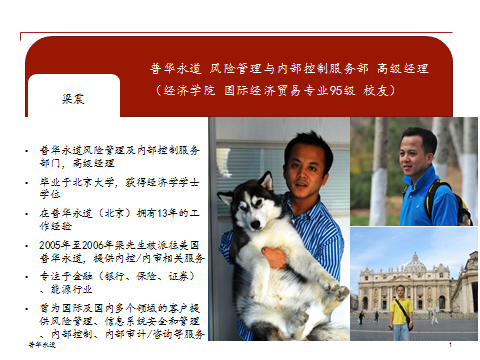 普华永道 风险管理与内部控制服务部 高级经理
（经济学院 国际经济贸易专业95级 校友）
梁震
• 普华永道风险管理及内部控制服务
部门，高级经理
• 毕业于北京大学，获得经济学学士
学位
• 在普华永道（北京）拥有13年的工
作经验
• 2005年至2006年梁先生被派往美国
普华永道，提供内控/内审相关服务
• 专注于金融（银行、保险、证券）
、能源行业
• 曾为国际及国内多个领域的客户提
供风险管理、信息系统安全和管理
、内部控制、内部审计/咨询等服务
普华永道
1